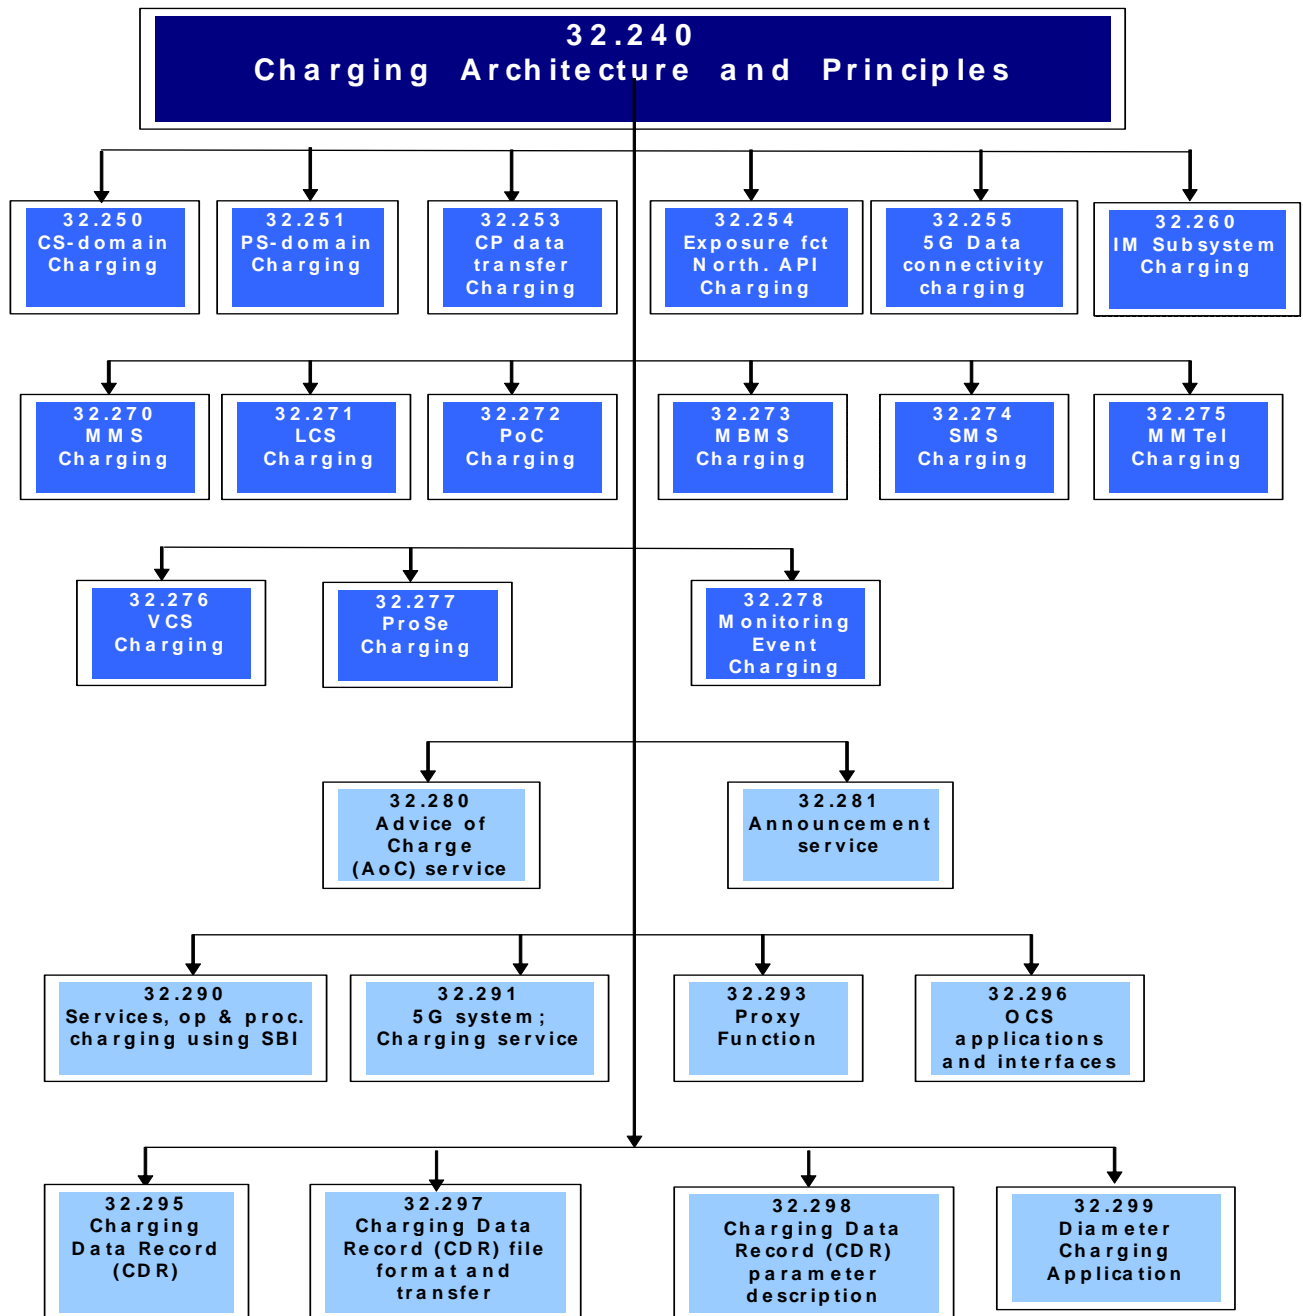 32.240
Charging Architecture and Principles
32.250
CS-domain
Charging
32.251
PS-domain
Charging
32.253
CP data
transfer
Charging
32.254
Exposure fct
North. API
Charging
32.255
5G Data
connectivity
charging
32.260
IM Subsystem
Charging
32.270
MMS
Charging
32.271
LCS
Charging
32.272
PoC
Charging
32.273
MBMS
Charging
32.274
SMS
Charging
32.275
MMTel
Charging
32.276
VCS
Charging
32.277
ProSe
Charging
32.278
Monitoring
Event
Charging
32.280
Advice of
Charge
(AoC) service
32.281
Announcement
service
32.290
Services, op & proc.
charging using SBI
32.291
5G system;
Charging service
32.293
Proxy
Function
32.296
OCS
applications
and interfaces
32.295
Charging
Data Record
(CDR)
32.297
Charging Data
Record (CDR) file
format and
transfer
32.298
Charging Data
Record (CDR)
parameter
description
32.299
Diameter
Charging
Application